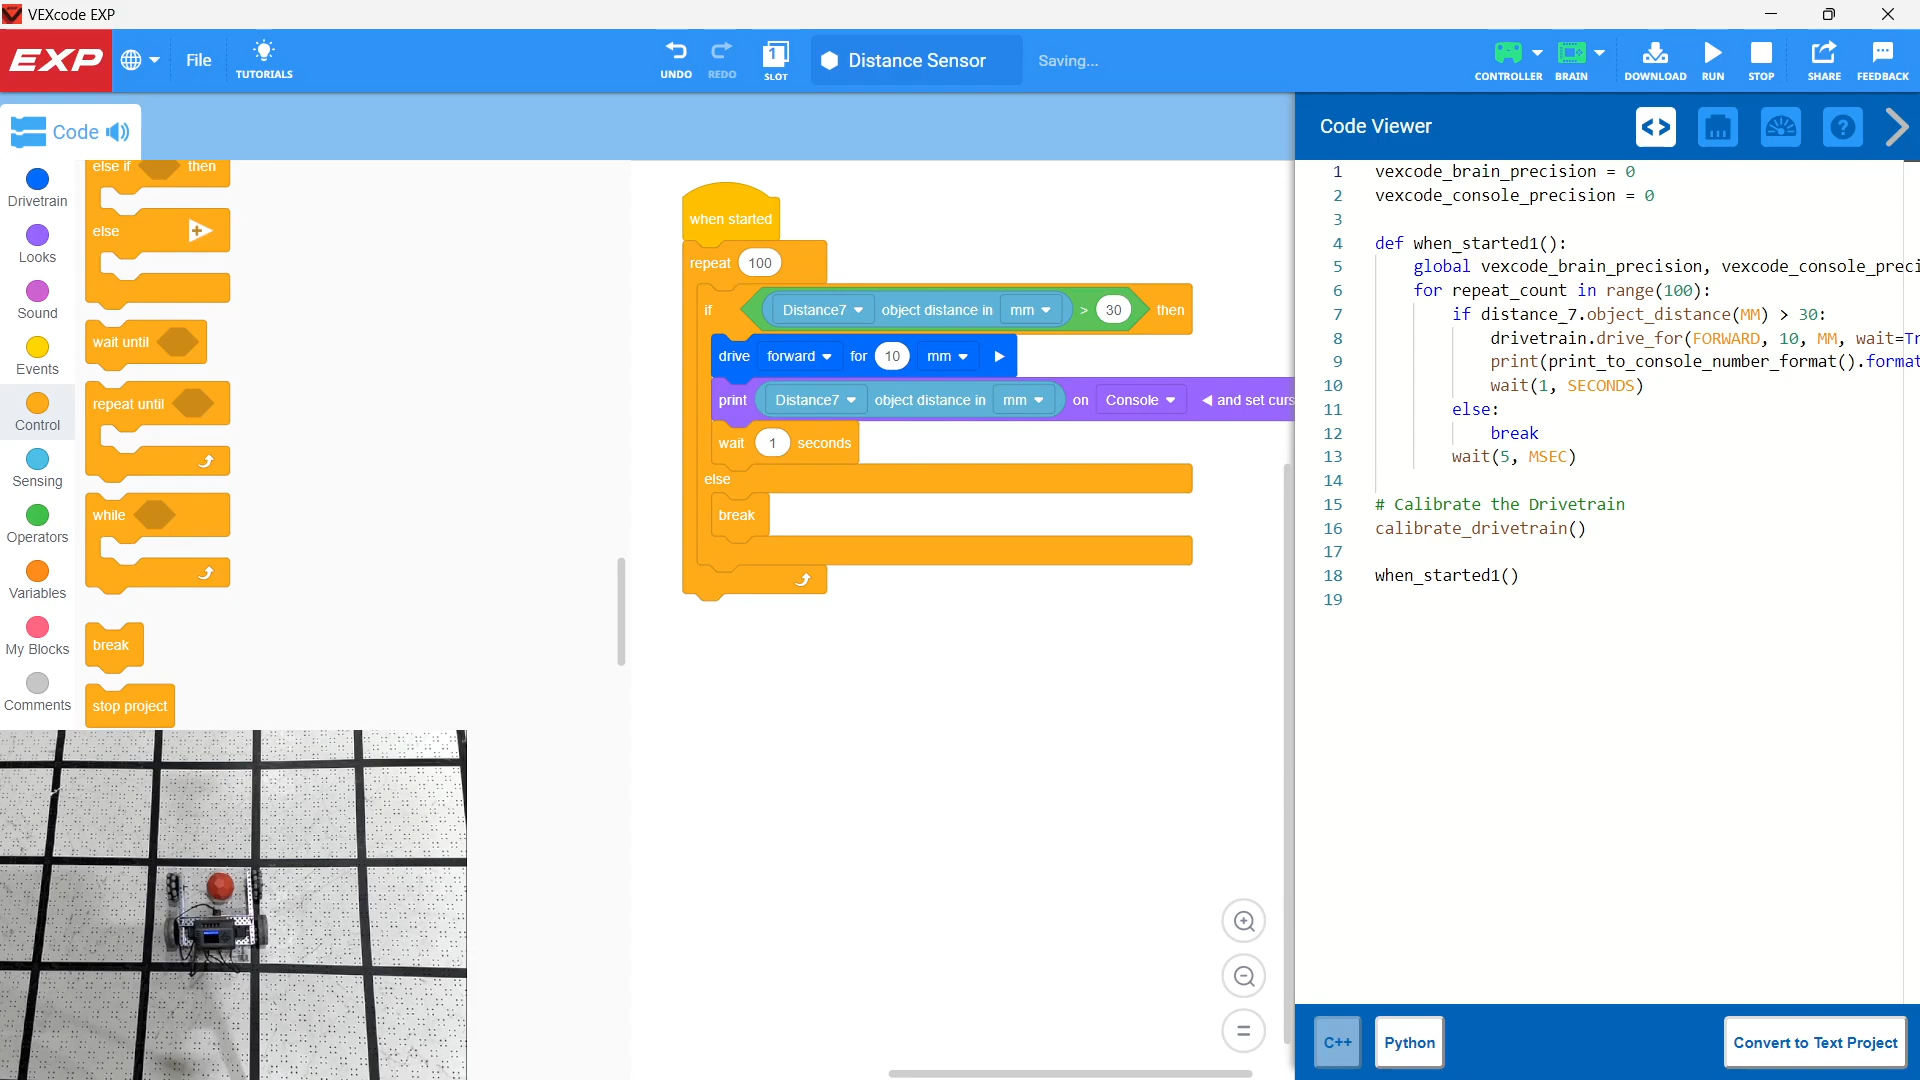 VEXcode EXP
EXP
File
TUTORIALS
UNDO
REDO
1
SLOT
Distance Sensor
Saving...
CONTROLLER
BRAIN
DOWNLOAD
RUN
STOP
SHARE
FEEDBACK
Code
Drivetrain
Looks
Sound
Events
Control
Sensing
Operators
Variables
My Blocks
Comments
else if then
else
wait until
repeat until
while
break
stop project
when started
repeat 100
if Distance7 object distance in mm > 30 then
drive forward for 10 mm
print Distance7 object distance in mm on Console and set curs
wait 1 seconds
else
break
Code Viewer
1 vexcode_brain_precision = 0
2 vexcode_console_precision = 0
3
4 def when_started1():
5 global vexcode_brain_precision, vexcode_console_preci
6 for repeat_count in range(100):
7 if distance_7.object_distance(MM) > 30:
8 drivetrain.drive_for(FORWARD, 10, MM, wait=Tr
9 print(print_to_console_number_format().format
10 wait(1, SECONDS)
11 else:
12 break
13 wait(5, MSEC)
14
15 # Calibrate the Drivetrain
16 calibrate_drivetrain()
17
18 when_started1()
19
C++
Python
Convert to Text Project